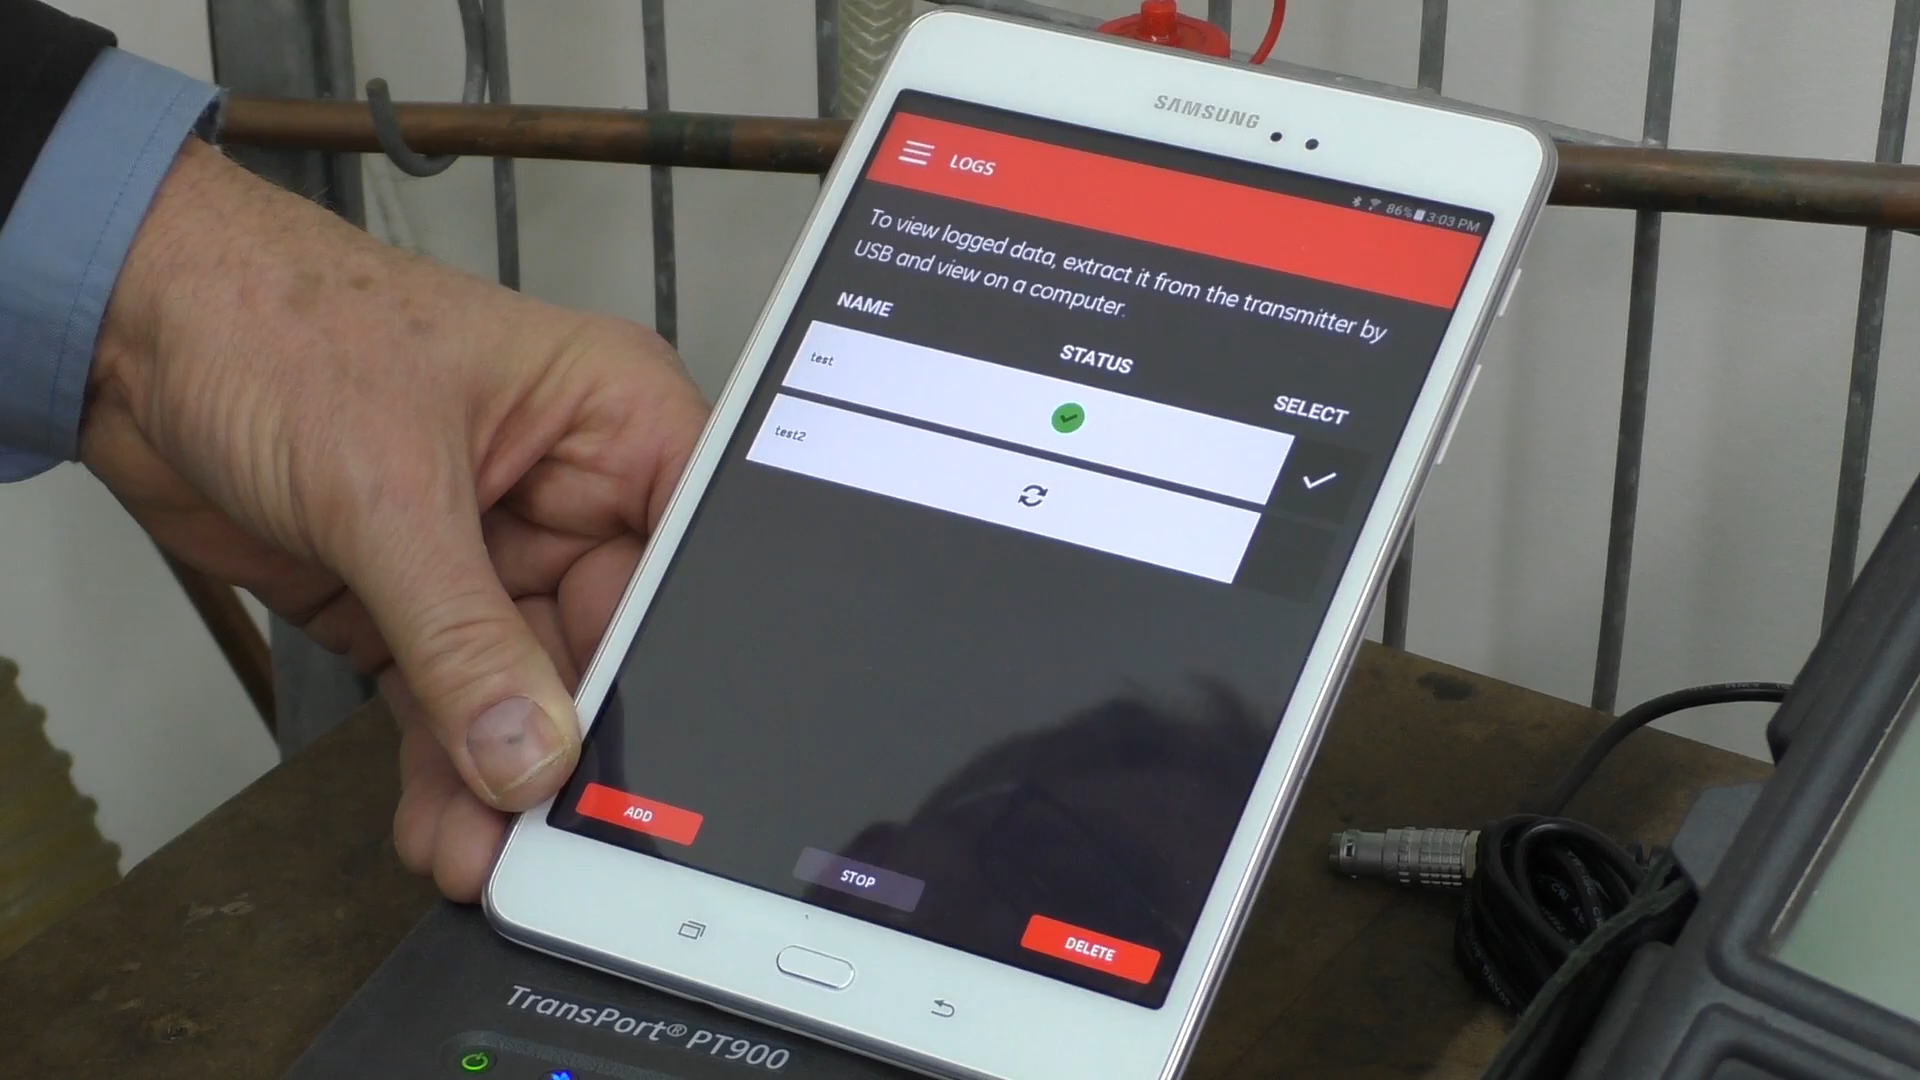 SAMSUNG
86% 3:03 PM
LOGS
To view logged data, extract it from the transmitter by
USB and view on a computer.
NAME
STATUS
SELECT
test
test2
ADD
STOP
DELETE
TransPort® PT900